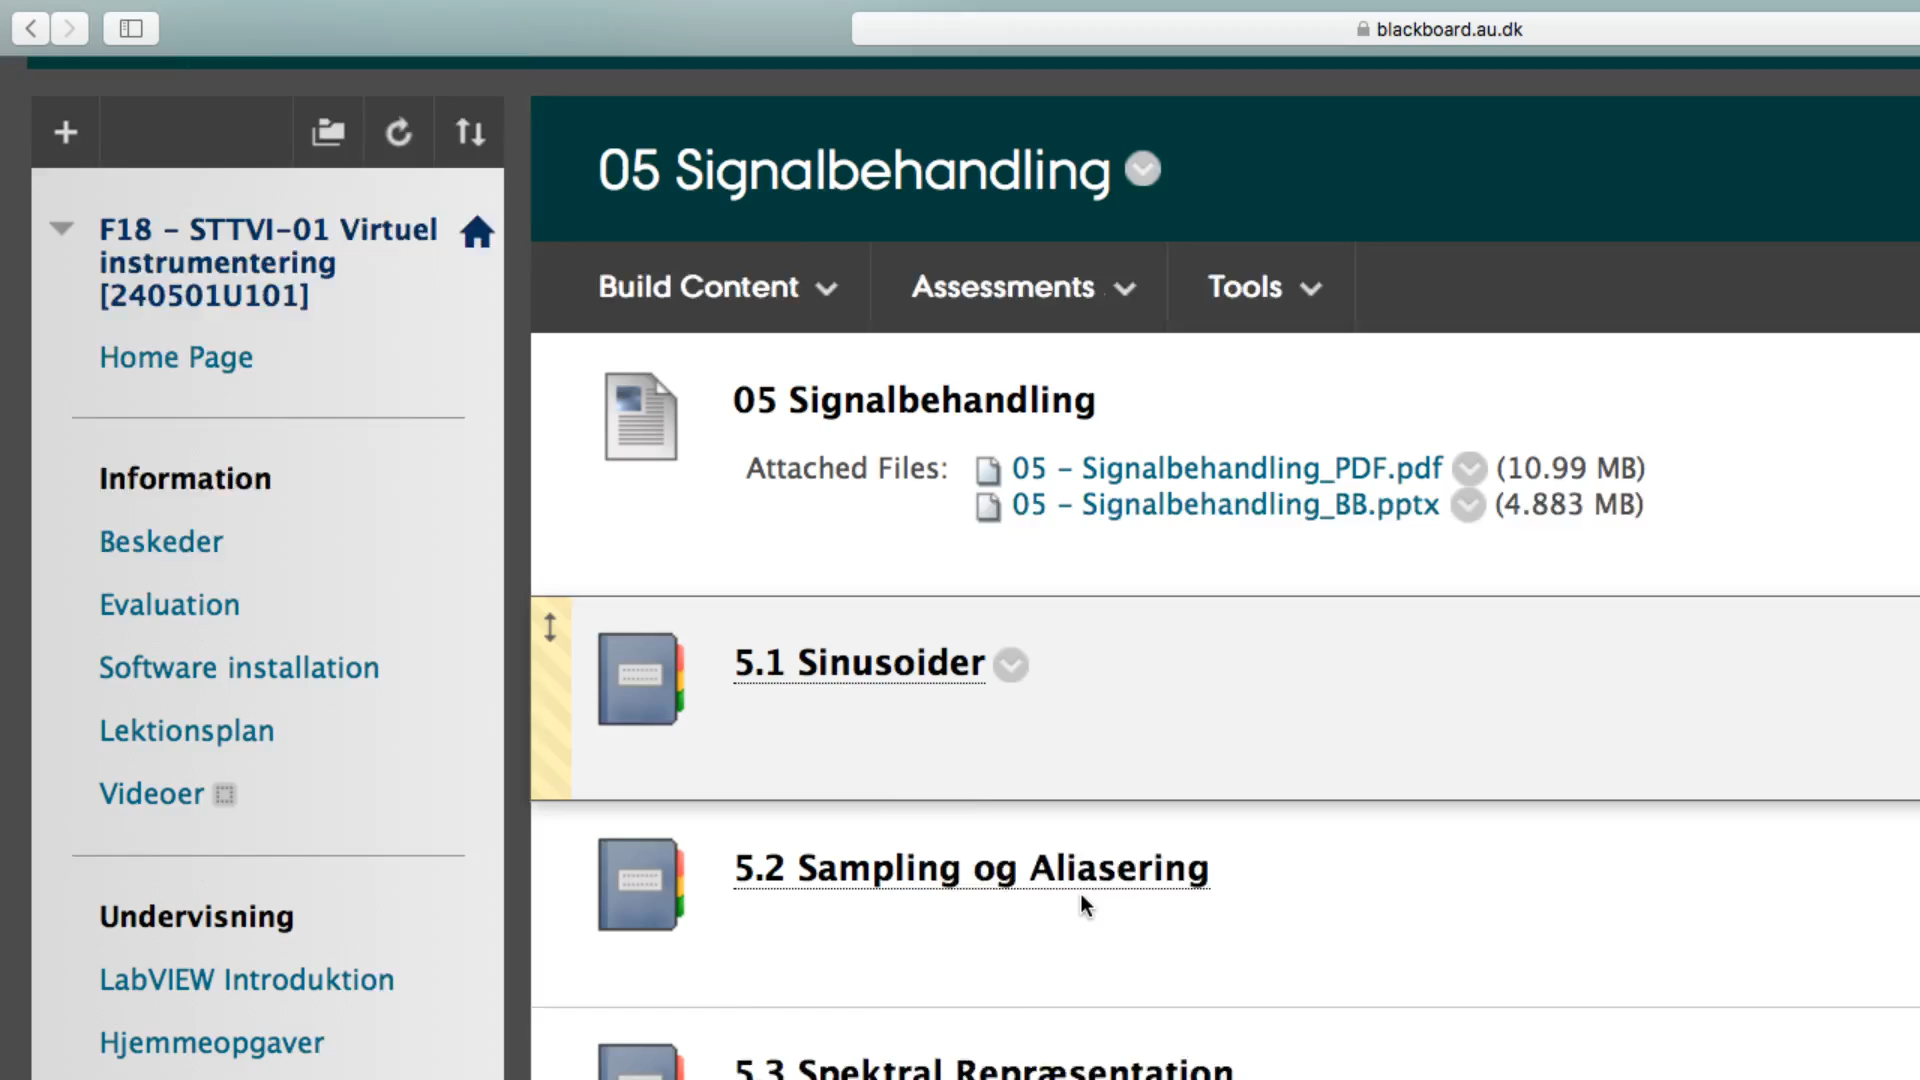 blackboard.au.dk
F18 - STTVI-01 Virtuel
instrumentering
[240501U101]
Home Page
Information
Beskeder
Evaluation
Software installation
Lektionsplan
Videoer
Undervisning
LabVIEW Introduktion
Hjemmeopgaver
05 Signalbehandling
Build Content
Assessments
Tools
05 Signalbehandling
Attached Files: 05 - Signalbehandling_PDF.pdf (10.99 MB)
05 - Signalbehandling_BB.pptx (4.883 MB)
5.1 Sinusoider
5.2 Sampling og Aliasering
5.3 Spektral Repræsentation